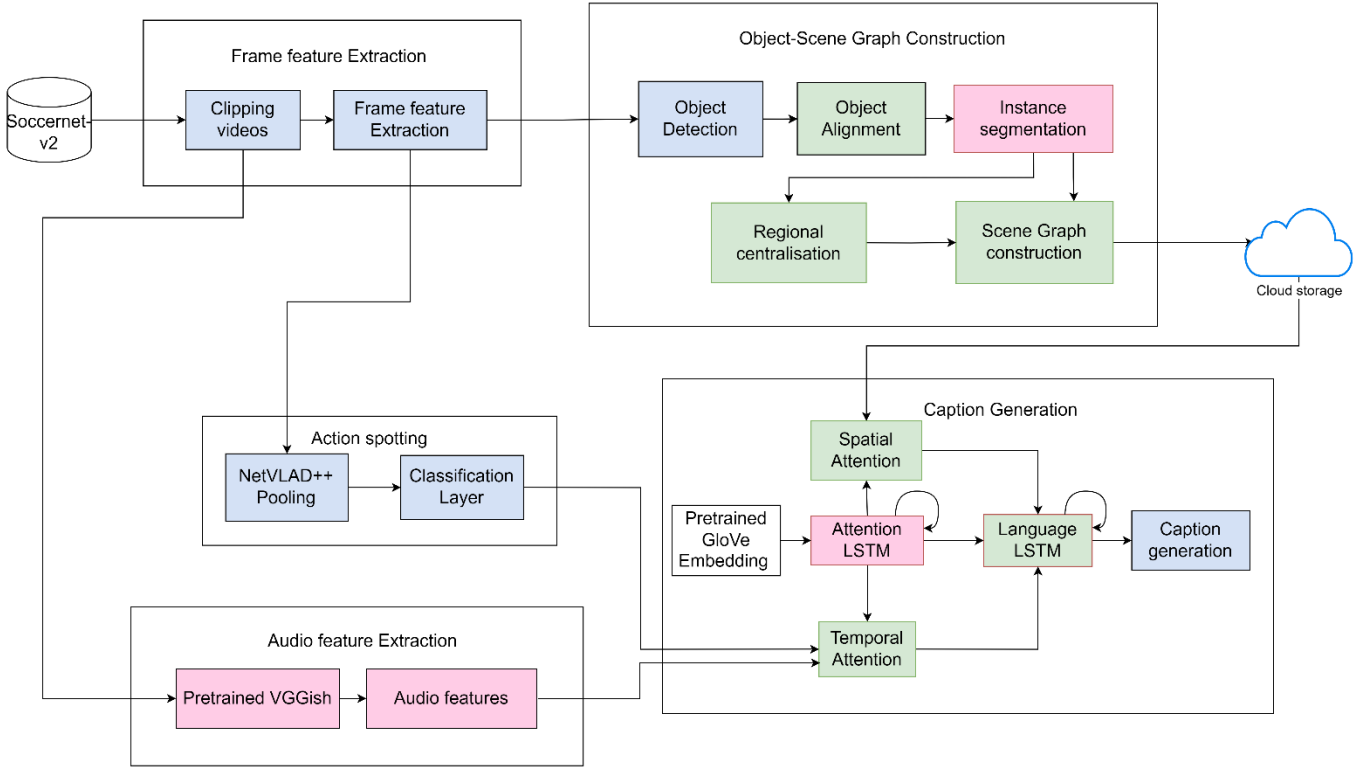 Frame feature Extraction
Soccernet-
v2
Clipping
videos
Frame feature
Extraction
Object-Scene Graph Construction
Object
Detection
Object
Alignment
Instance
segmentation
Regional
centralisation
Scene Graph
construction
Cloud storage
Action spotting
NetVLAD++
Pooling
Classification
Layer
Caption Generation
Spatial
Attention
Pretrained
GloVe
Embedding
Attention
LSTM
Language
LSTM
Caption
generation
Temporal
Attention
Audio feature Extraction
Pretrained VGGish
Audio features